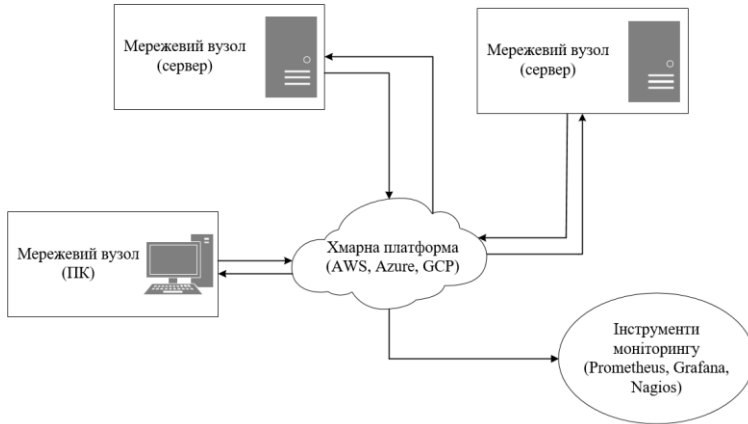 Мережевий вузол
(сервер)
Мережевий вузол
(сервер)
Мережевий вузол
(ПК)
Хмарна платформа
(AWS, Azure, GCP)
Інструменти
моніторингу
(Prometheus, Grafana,
Nagios)